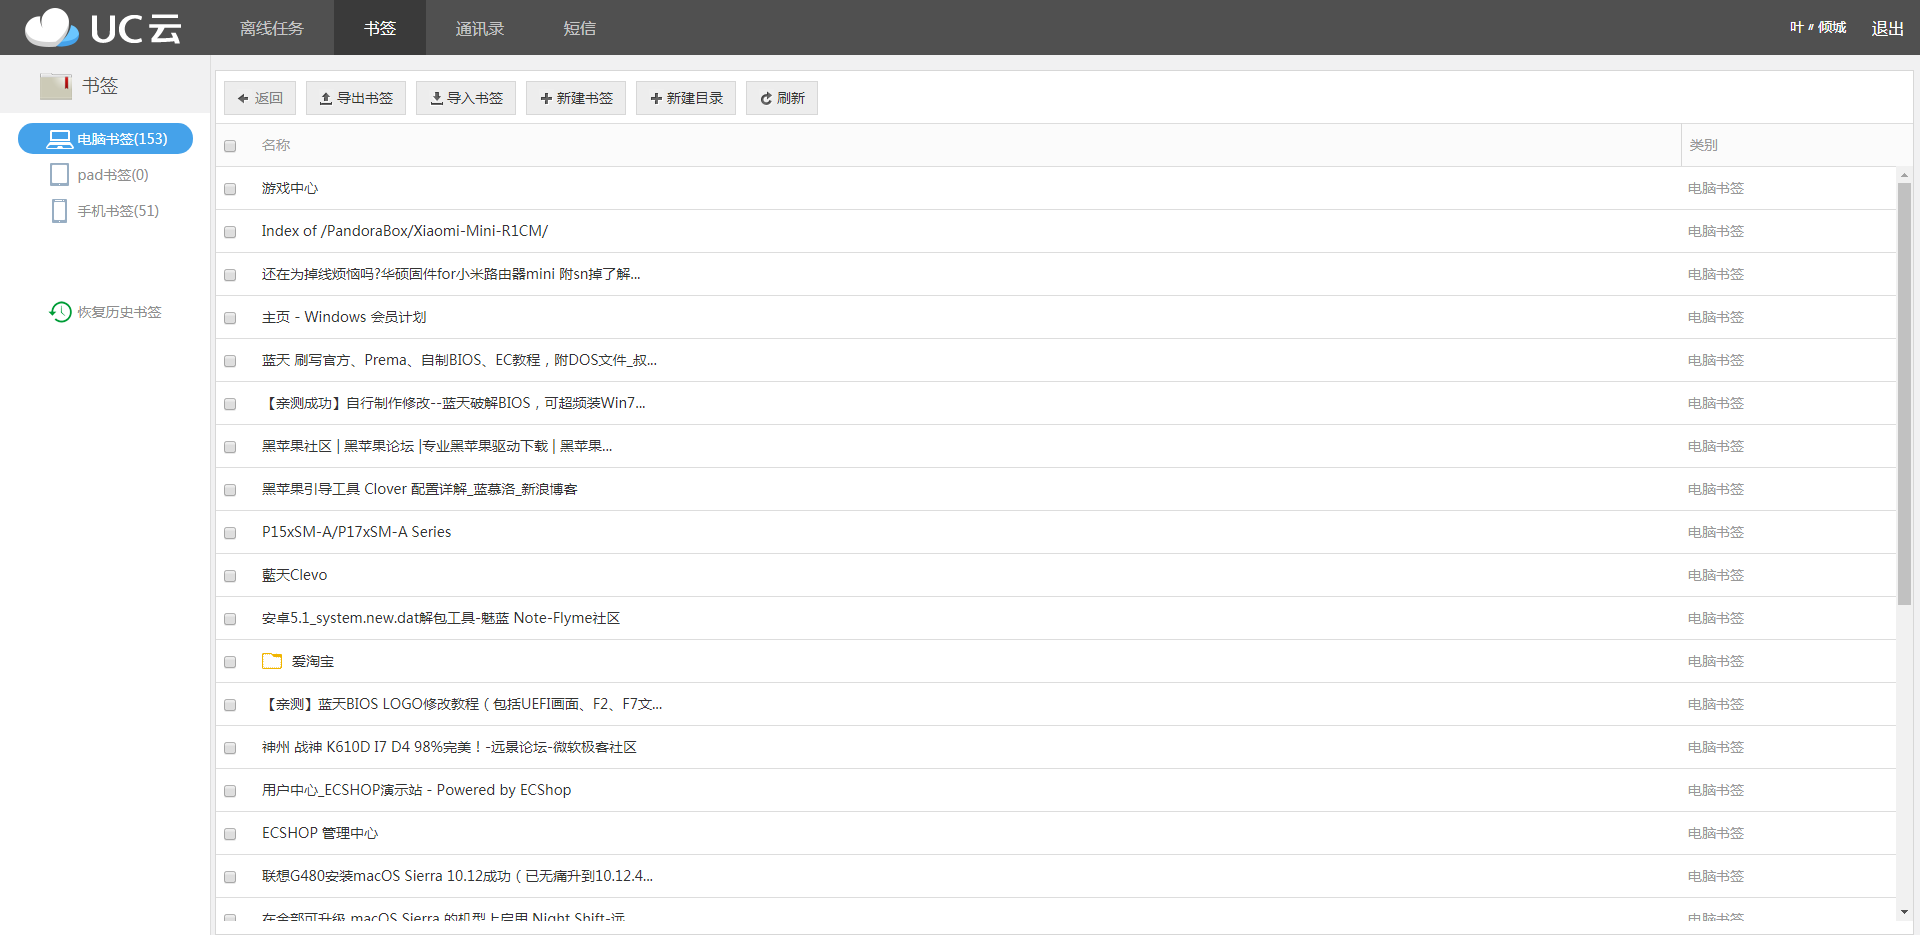 UC云 离线任务 书签 通讯录 短信 叶〃倾城 退出
书签
电脑书签(153)
pad书签(0)
手机书签(51)
恢复历史书签
返回 导出书签 导入书签 新建书签 新建目录 刷新
名称 类别
游戏中心 电脑书签
Index of /PandoraBox/Xiaomi-Mini-R1CM/ 电脑书签
还在为掉线烦恼吗?华硕固件for小米路由器mini 附sn掉了解... 电脑书签
主页 - Windows 会员计划 电脑书签
蓝天 刷写官方、Prema、自制BIOS、EC教程，附DOS文件_叔... 电脑书签
【亲测成功】自行制作修改--蓝天破解BIOS，可超频装Win7... 电脑书签
黑苹果社区 | 黑苹果论坛 |专业黑苹果驱动下载 | 黑苹果... 电脑书签
黑苹果引导工具 Clover 配置详解_蓝慕洛_新浪博客 电脑书签
P15xSM-A/P17xSM-A Series 电脑书签
藍天Clevo 电脑书签
安卓5.1_system.new.dat解包工具-魅蓝 Note-Flyme社区 电脑书签
爱淘宝 电脑书签
【亲测】蓝天BIOS LOGO修改教程（包括UEFI画面、F2、F7文... 电脑书签
神州 战神 K610D I7 D4 98%完美！-远景论坛-微软极客社区 电脑书签
用户中心_ECSHOP演示站 - Powered by ECShop 电脑书签
ECSHOP 管理中心 电脑书签
联想G480安装macOS Sierra 10.12成功（已无痛升到10.12.4... 电脑书签
在全部可升级 macOS Sierra 的机型上启用 Night Shift-远 电脑书签